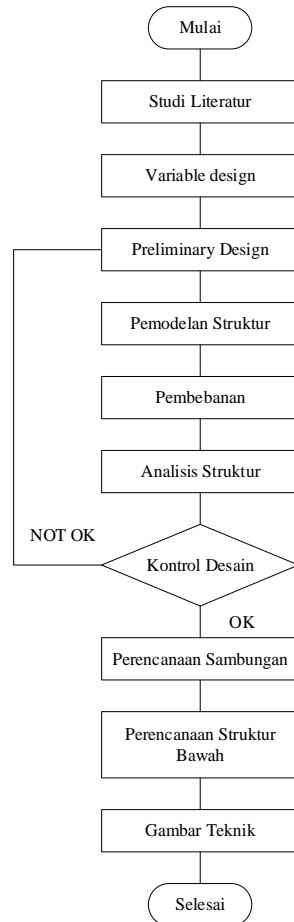 Mulai
Studi Literatur
Variable design
Preliminary Design
Pemodelan Struktur
Pembebanan
Analisis Struktur
NOT OK
Kontrol Desain
OK
Perencanaan Sambungan
Perencanaan Struktur
Bawah
Gambar Teknik
Selesai